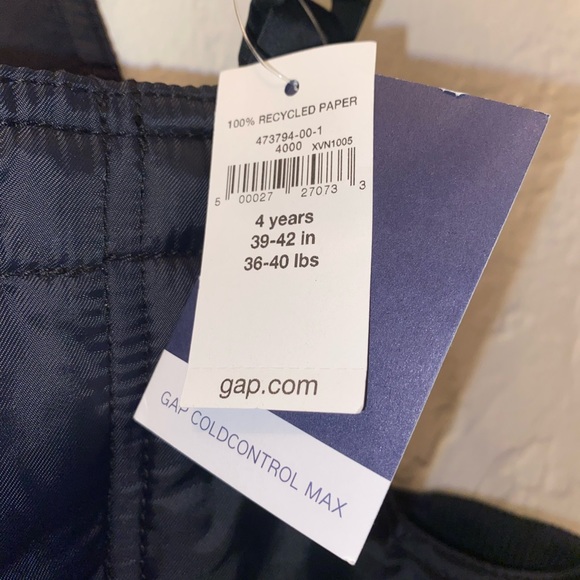 100% RECYCLED PAPER
473794-00-1
4000 XVN1005
5 00027 27073 3
4 years
39-42 in
36-40 lbs
gap.com
GAP COLDCONTROL MAX